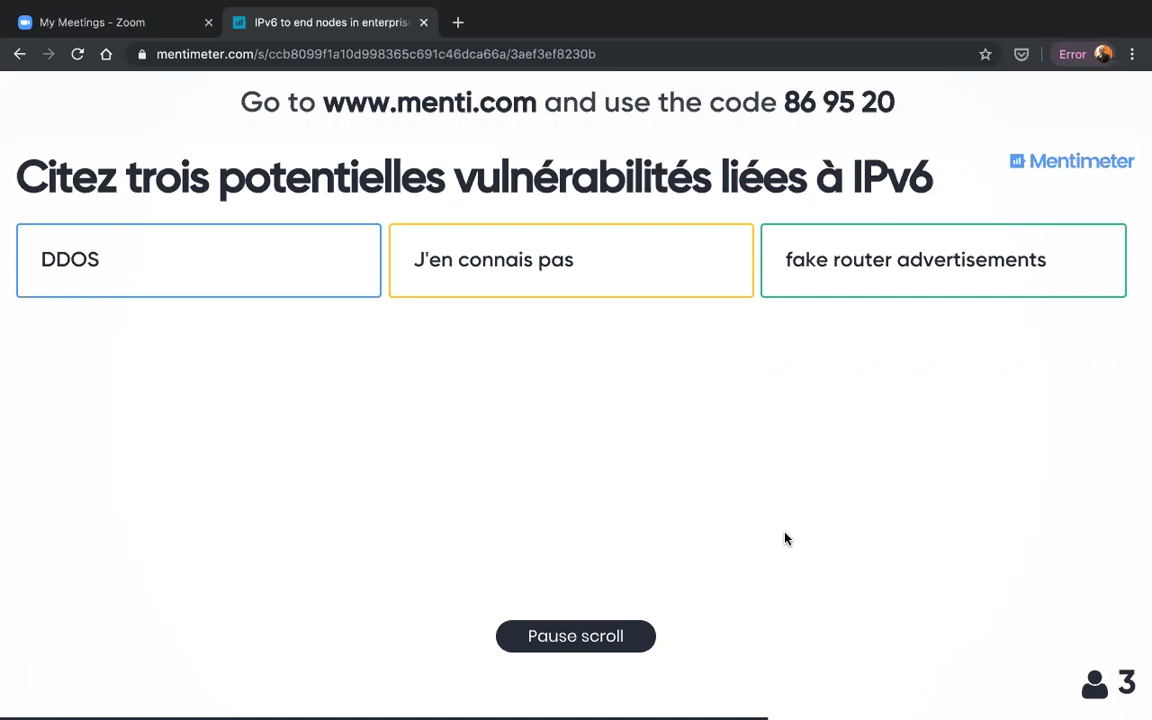 My Meetings - Zoom
IPv6 to end nodes in enterpris
mentimeter.com/s/ccb8099f1a10d998365c691c46dca66a/3aef3ef8230b
Error
Go to www.menti.com and use the code 86 95 20
Citez trois potentielles vulnérabilités liées à IPv6
Mentimeter
DDOS
J'en connais pas
fake router advertisements
Pause scroll
3